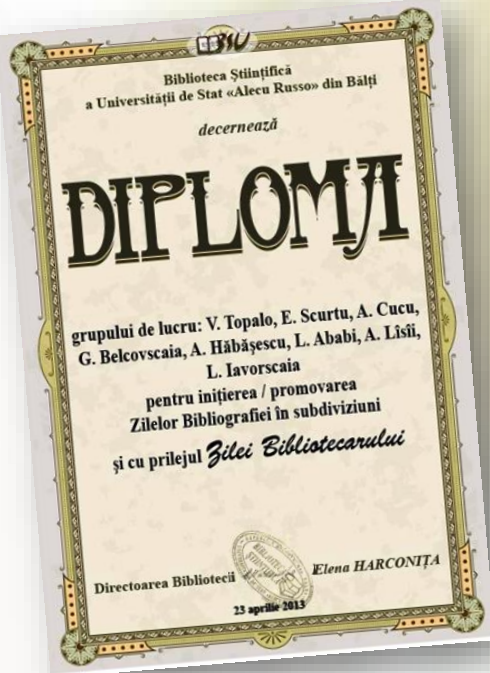 BȘU
Biblioteca Științifică
a Universității de Stat «Alecu Russo» din Bălți
decernează
DIPLOMA
grupului de lucru: V. Topalo, E. Scurtu, A. Cucu,
G. Belcovscaia, A. Hăbășescu, L. Ababi, A. Lîsîi,
L. Iavorscaia
pentru inițierea / promovarea
Zilelor Bibliografiei în subdiviziuni
și cu prilejul Zilei Bibliotecarului
Directoarea Bibliotecii
Elena HARCONIȚA
23 aprilie 2013